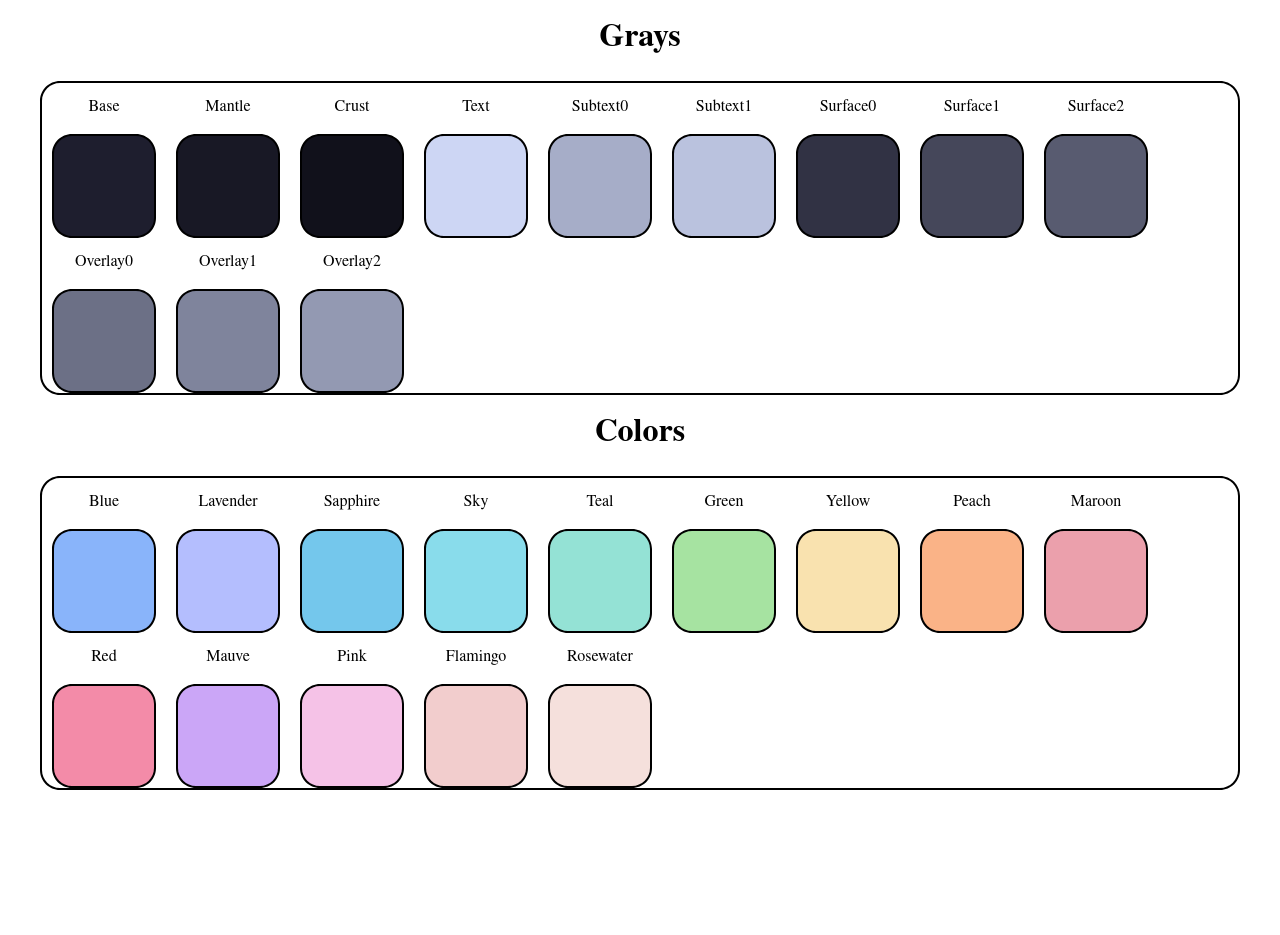 Grays
Base Mantle Crust Text Subtext0 Subtext1 Surface0 Surface1 Surface2
Overlay0 Overlay1 Overlay2
Colors
Blue Lavender Sapphire Sky Teal Green Yellow Peach Maroon
Red Mauve Pink Flamingo Rosewater